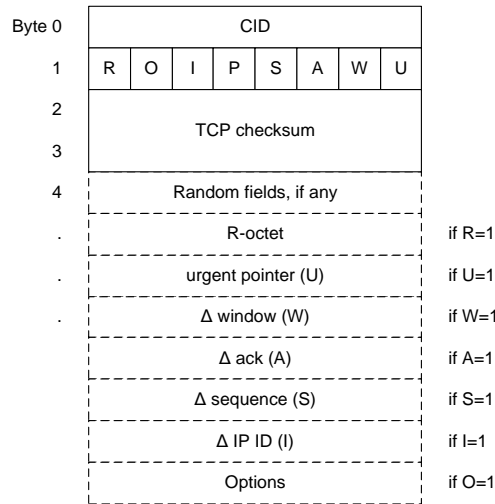 Byte 0 CID
1 R O I P S A W U
2
TCP checksum
3
4 Random fields, if any
. R-octet if R=1
. urgent pointer (U) if U=1
. Δ window (W) if W=1
Δ ack (A) if A=1
Δ sequence (S) if S=1
Δ IP ID (I) if I=1
Options if O=1